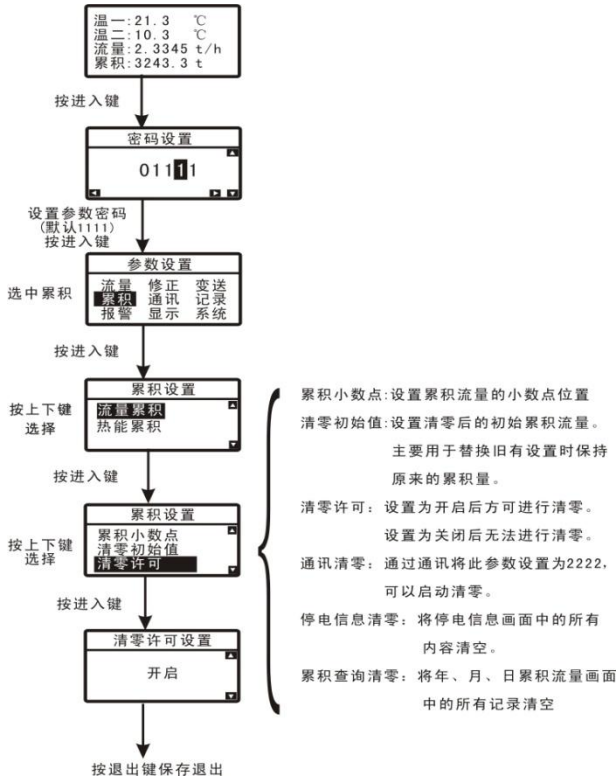 温一:21.3 ℃
温二:10.3 ℃
流量:2.3345 t/h
累积:3243.3 t
按进入键
密码设置
01111
设置参数密码
(默认1111)
按进入键
参数设置
流量 修正 变送
累积 通讯 记录
报警 显示 系统
选中累积
按进入键
累积设置
流量累积
热能累积
按上下键
选择
按进入键
累积设置
累积小数点
清零初始值
清零许可
按上下键
选择
按进入键
清零许可设置
开启
按退出键保存退出
累积小数点:设置累积流量的小数点位置
清零初始值:设置清零后的初始累积流量。
主要用于替换旧有设置时保持
原来的累积量。
清零许可：设置为开启后方可进行清零。
设置为关闭后无法进行清零。
通讯清零：通过通讯将此参数设置为2222,
可以启动清零。
停电信息清零：将停电信息画面中的所有
内容清空。
累积查询清零：将年、月、日累积流量画面
中的所有记录清空